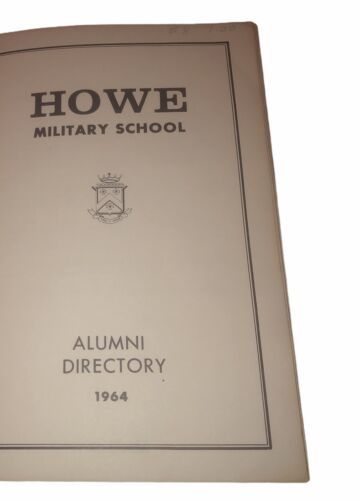 HOWE
MILITARY SCHOOL
ALUMNI
DIRECTORY
1964